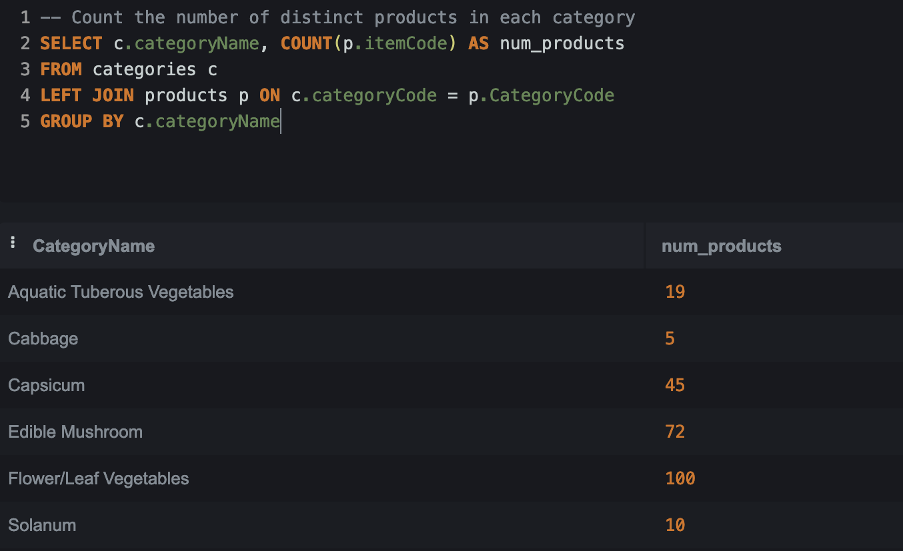 1 -- Count the number of distinct products in each category
2 SELECT c.categoryName, COUNT(p.itemCode) AS num_products
3 FROM categories c
4 LEFT JOIN products p ON c.categoryCode = p.CategoryCode
5 GROUP BY c.categoryName
CategoryName num_products
Aquatic Tuberous Vegetables 19
Cabbage 5
Capsicum 45
Edible Mushroom 72
Flower/Leaf Vegetables 100
Solanum 10